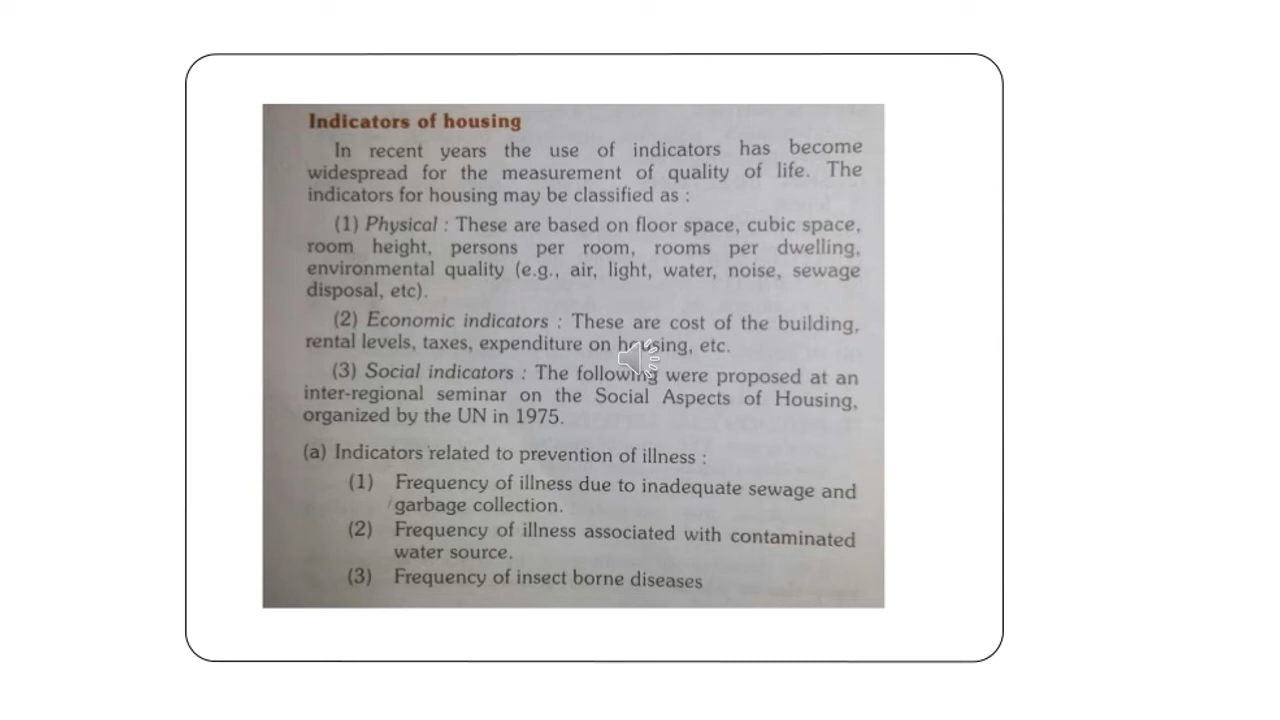 Indicators of housing
In recent years the use of indicators has become
widespread for the measurement of quality of life. The
indicators for housing may be classified as :
(1) Physical : These are based on floor space, cubic space,
room height, persons per room, rooms per dwelling,
environmental quality (e.g., air, light, water, noise, sewage
disposal, etc).
(2) Economic indicators : These are cost of the building,
rental levels, taxes, expenditure on housing, etc.
(3) Social indicators : The following were proposed at an
inter-regional seminar on the Social Aspects of Housing,
organized by the UN in 1975.
(a) Indicators related to prevention of illness :
(1) Frequency of illness due to inadequate sewage and
garbage collection.
(2) Frequency of illness associated with contaminated
water source.
(3) Frequency of insect borne diseases